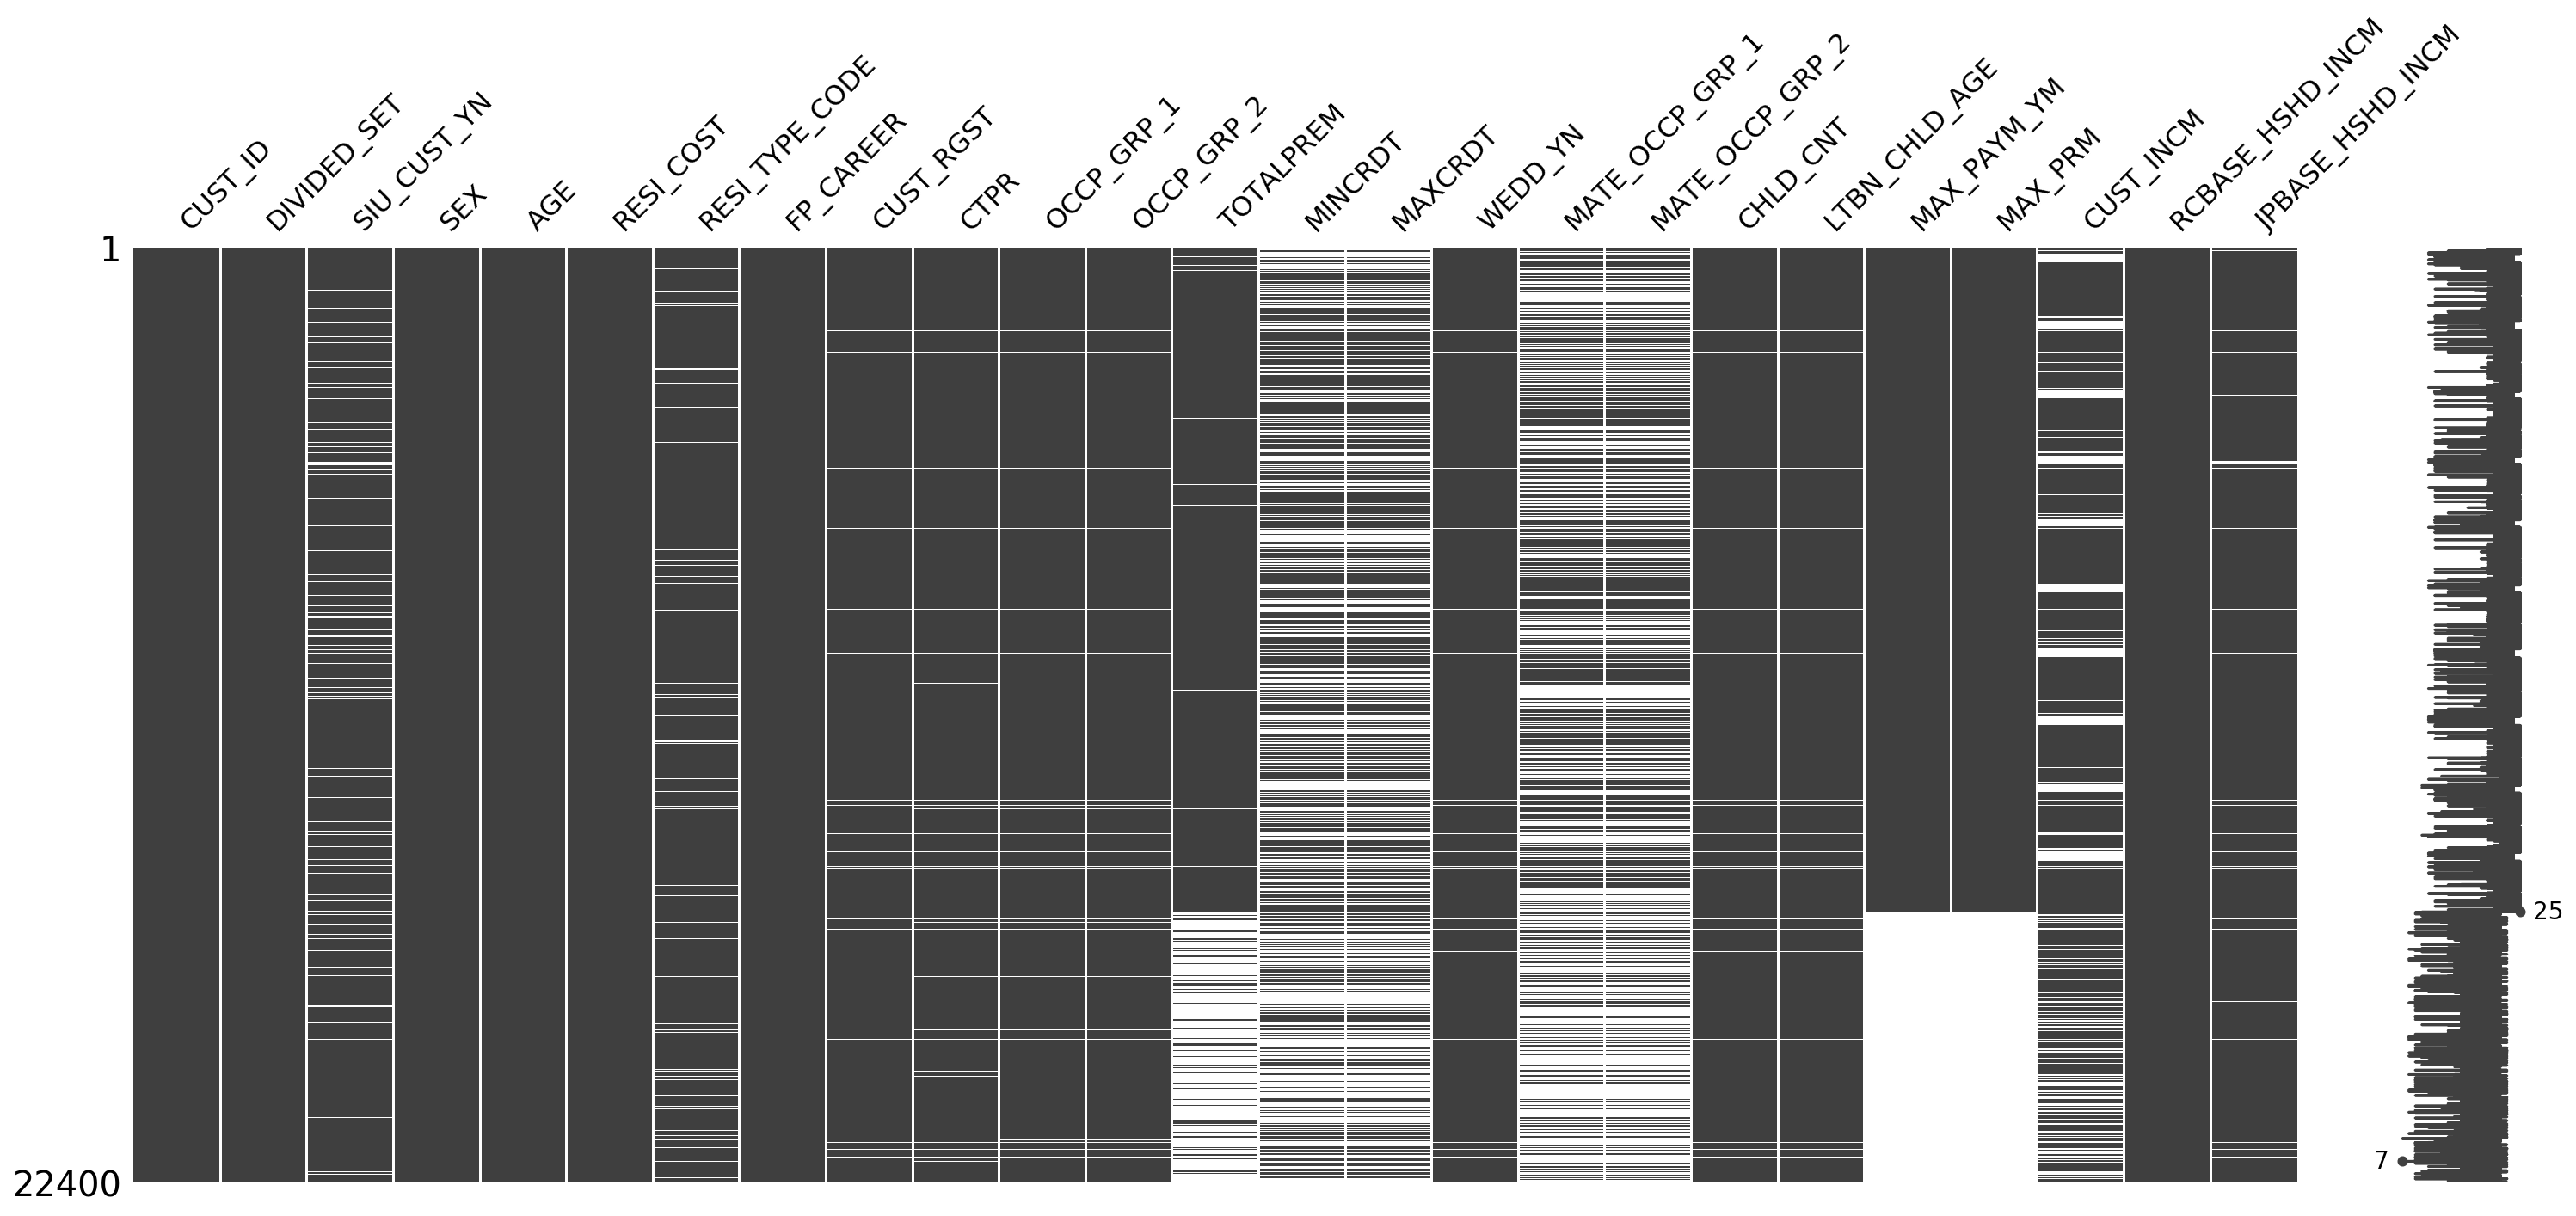 CUST_ID
DIVIDED_SET
SIU_CUST_YN
SEX
AGE
RESI_COST
RESI_TYPE_CODE
FP_CAREER
CUST_RGST
CTPR
OCCP_GRP_1
OCCP_GRP_2
TOTALPREM
MINCRDT
MAXCRDT
WEDD_YN
MATE_OCCP_GRP_1
MATE_OCCP_GRP_2
CHLD_CNT
LTBN_CHLD_AGE
MAX_PAYM_YM
MAX_PRM
CUST_INCM
RCBASE_HSHD_INCM
JPBASE_HSHD_INCM
1
25
7
22400